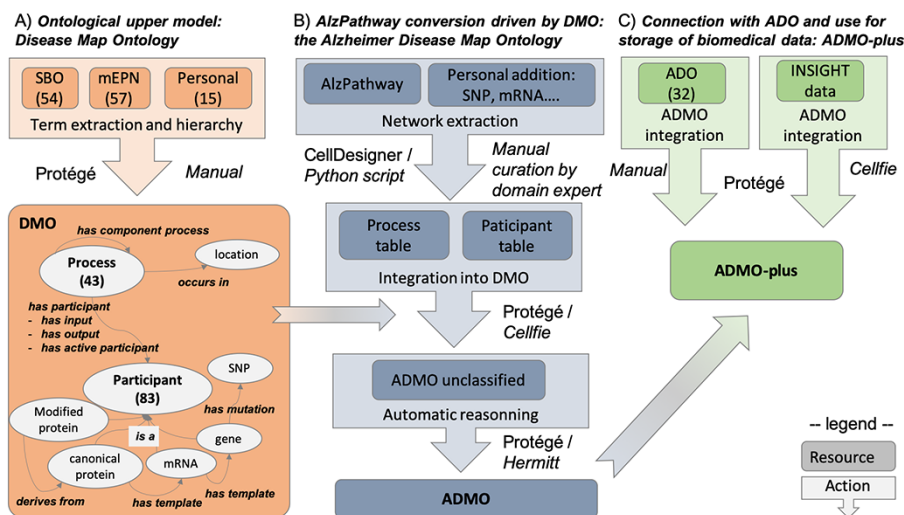 A) Ontological upper model:
Disease Map Ontology
SBO
(54)
mEPN
(57)
Personal
(15)
Term extraction and hierarchy
Protégé
Manual
DMO
has component process
Process
(43)
location
occurs in
has participant
- has input
- has output
- has active participant
Participant
(83)
SNP
has mutation
Modified
protein
is a
gene
canonical
protein
mRNA
derives from
has template
has template
B) AlzPathway conversion driven by DMO:
the Alzheimer Disease Map Ontology
AlzPathway
Personal addition:
SNP, mRNA....
Network extraction
CellDesigner /
Python script
Manual
curation by
domain expert
Process
table
Paticipant
table
Integration into DMO
Protégé /
Cellfie
ADMO unclassified
Automatic reasonning
Protégé /
Hermitt
ADMO
C) Connection with ADO and use for
storage of biomedical data: ADMO-plus
ADO
(32)
ADMO
integration
INSIGHT
data
ADMO
integration
Manual
Protégé
Cellfie
ADMO-plus
-- legend --
Resource
Action